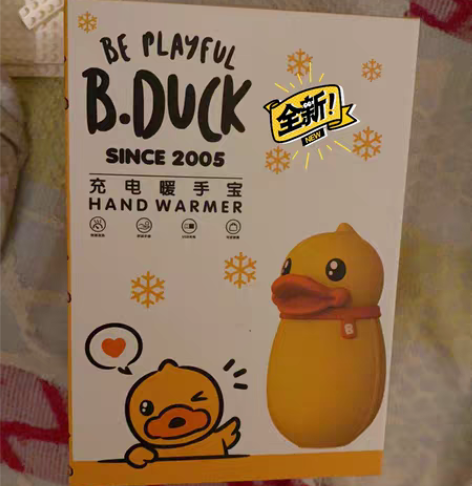 BE PLAYFUL
B.DUCK
SINCE 2005
全新!
NEW
充电暖手宝
HAND WARMER